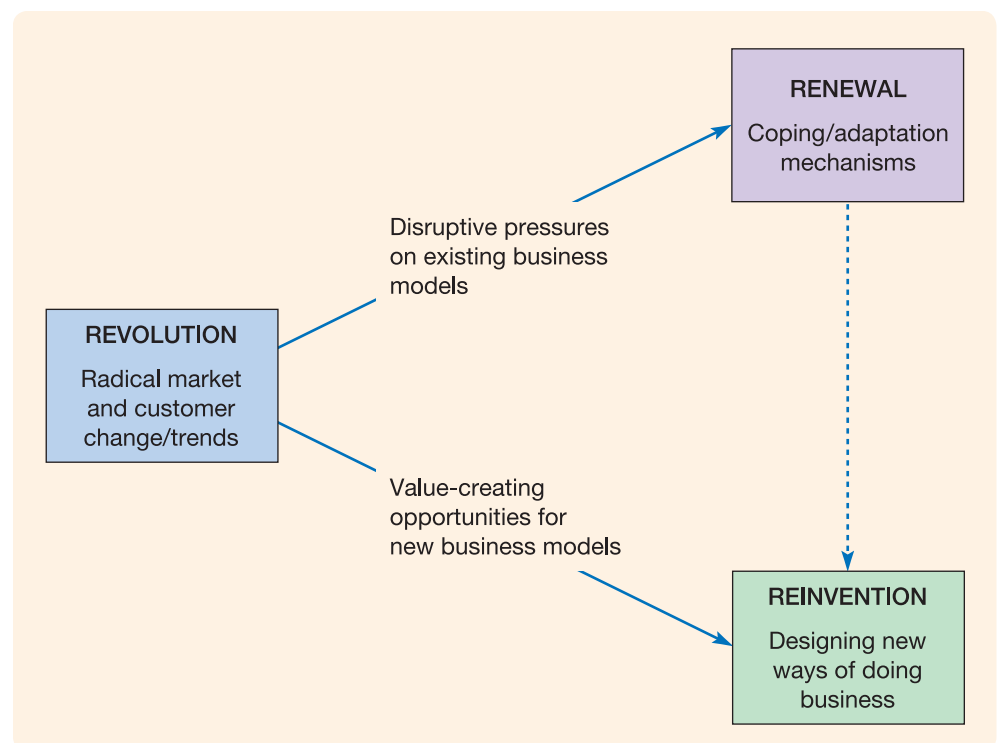 RENEWAL
Coping/adaptation
mechanisms
Disruptive pressures
on existing business
models
REVOLUTION
Radical market
and customer
change/trends
Value-creating
opportunities for
new business models
REINVENTION
Designing new
ways of doing
business